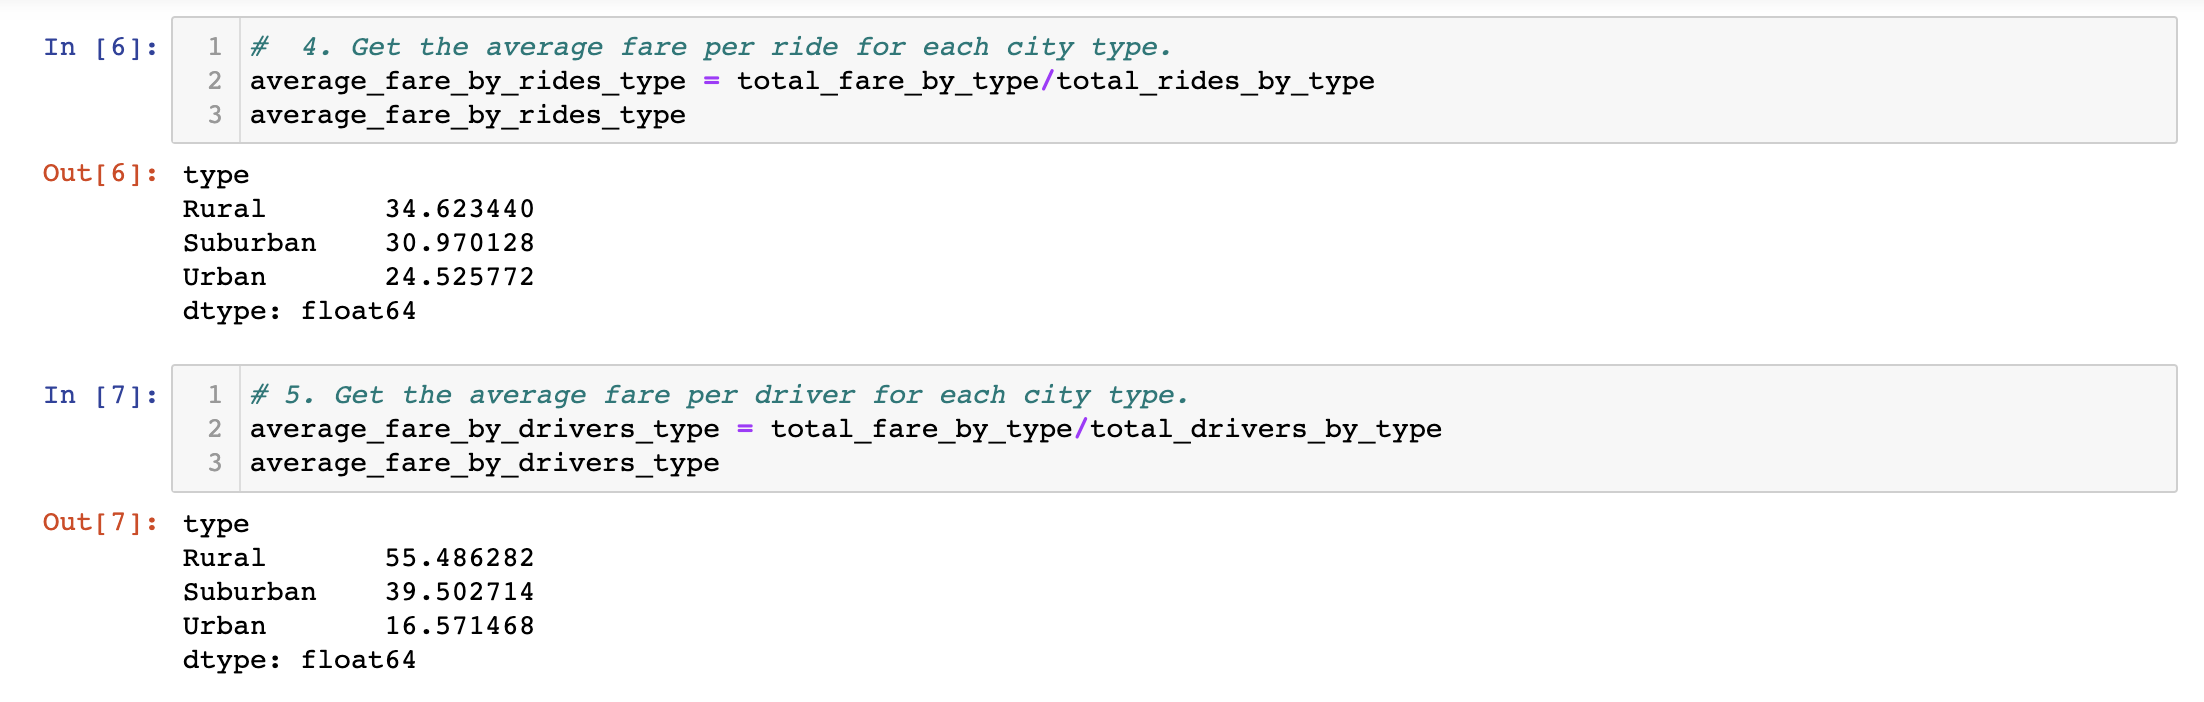 In [6]:
1 #  4. Get the average fare per ride for each city type.
2 average_fare_by_rides_type = total_fare_by_type/total_rides_by_type
3 average_fare_by_rides_type
Out[6]: type
Rural       34.623440
Suburban    30.970128
Urban       24.525772
dtype: float64
In [7]:
1 # 5. Get the average fare per driver for each city type.
2 average_fare_by_drivers_type = total_fare_by_type/total_drivers_by_type
3 average_fare_by_drivers_type
Out[7]: type
Rural       55.486282
Suburban    39.502714
Urban       16.571468
dtype: float64